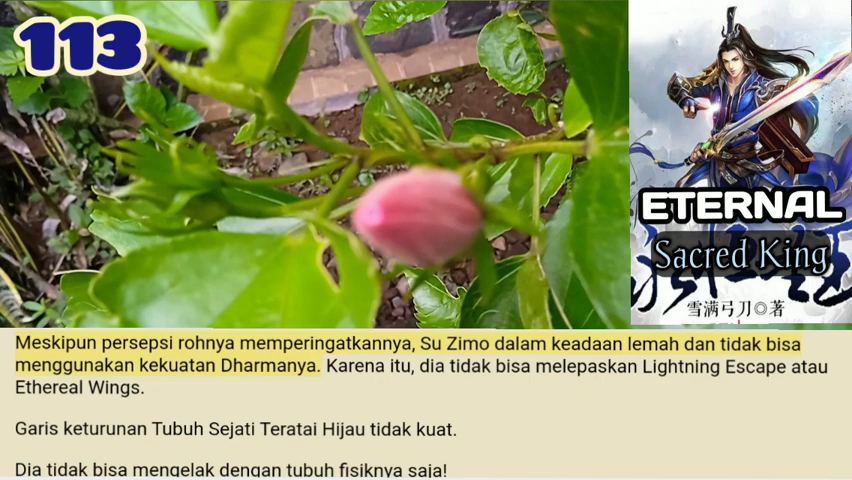 113
ETERNAL
Sacred King
雪满弓刀◎著
Meskipun persepsi rohnya memperingatkannya, Su Zimo dalam keadaan lemah dan tidak bisa
menggunakan kekuatan Dharmanya. Karena itu, dia tidak bisa melepaskan Lightning Escape atau
Ethereal Wings.
Garis keturunan Tubuh Sejati Teratai Hijau tidak kuat.
Dia tidak bisa mengelak dengan tubuh fisiknya saja!